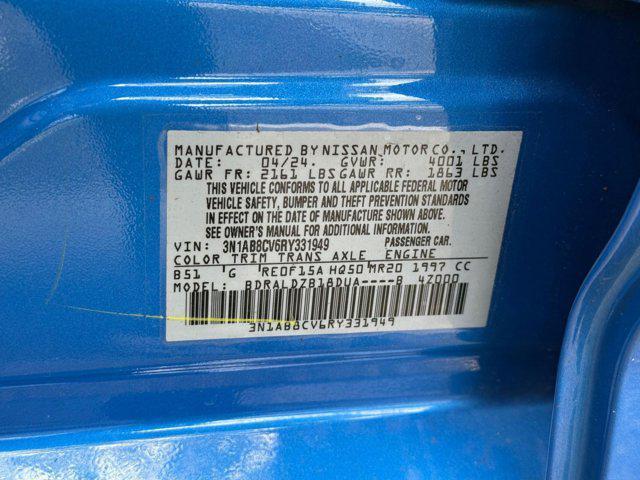 MANUFACTURED BY NISSAN MOTOR CO., LTD.
DATE: 04/24. GVWR: 4001 LBS
GAWR FR: 2161 LBS GAWR RR: 1863 LBS
THIS VEHICLE CONFORMS TO ALL APPLICABLE FEDERAL MOTOR
VEHICLE SAFETY, BUMPER AND THEFT PREVENTION STANDARDS
IN EFFECT ON THE DATE OF MANUFACTURE SHOWN ABOVE.
SEE OWNER'S MANUAL FOR ADDITIONAL INFORMATION.
VIN: 3N1AB8CV6RY331949 PASSENGER CAR.
COLOR TRIM TRANS AXLE ENGINE
B51 G RE0F15A HQ50 MR20 1997 CC
MODEL: BDRALDZB18DUA----B 4Z000
3N1AB8CV6RY331949